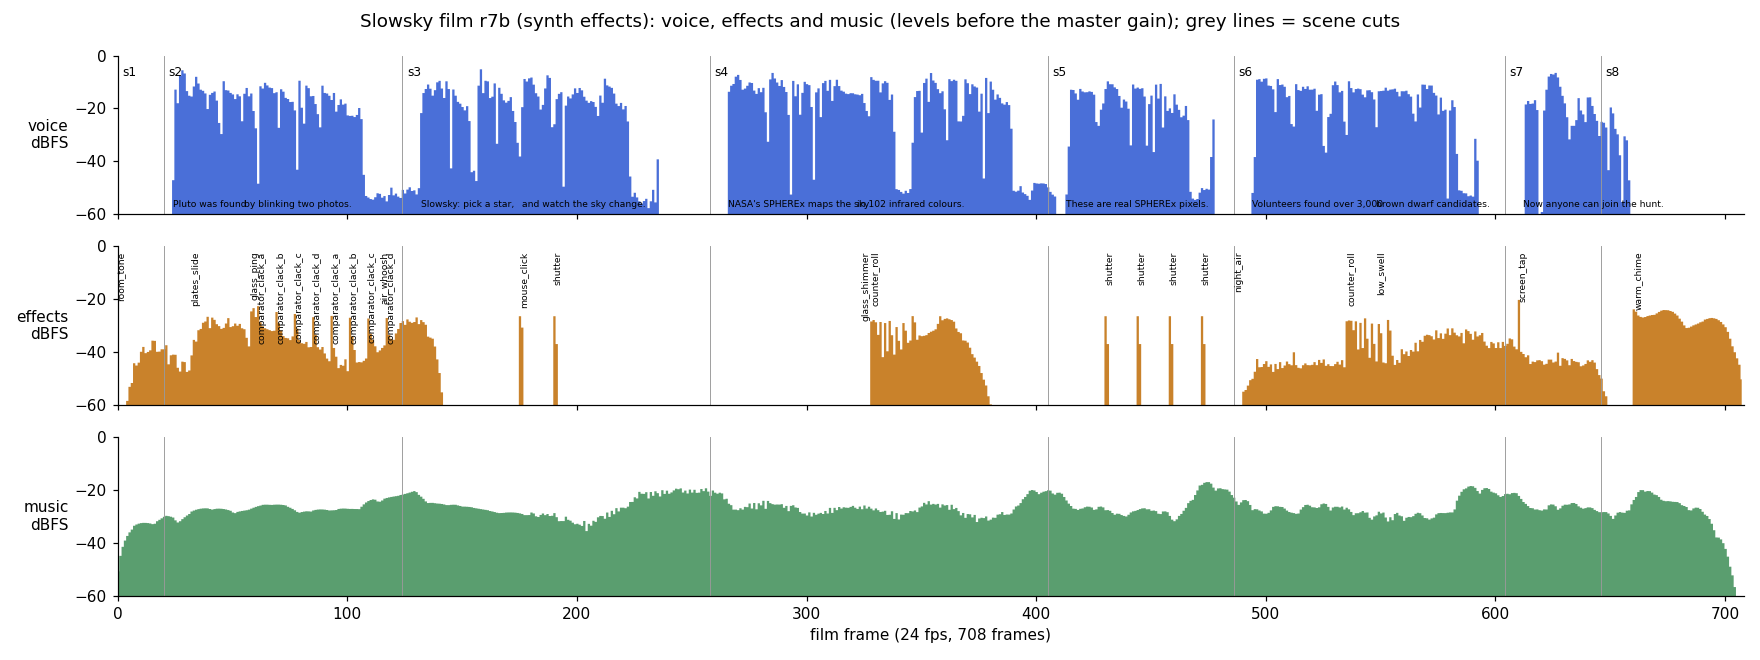 Slowsky film r7b (synth effects): voice, effects and music (levels before the master gain); grey lines = scene cuts
voice
dBFS
0
−20
−40
−60
s1
s2
s3
s4
s5
s6
s7
s8
Pluto was found
by blinking two photos.
Slowsky: pick a star,
and watch the sky change.
NASA's SPHEREx maps the sky
in 102 infrared colours.
These are real SPHEREx pixels.
Volunteers found over 3,000
brown dwarf candidates.
Now anyone can join the hunt.
effects
dBFS
0
−20
−40
−60
room_tone
plates_slide
glass_ping
comparator_clack_a
comparator_clack_b
comparator_clack_c
comparator_clack_d
comparator_clack_a
comparator_clack_b
comparator_clack_c
air_whoosh
comparator_clack_d
mouse_click
shutter
glass_shimmer
counter_roll
shutter
shutter
shutter
shutter
night_air
counter_roll
low_swell
screen_tap
warm_chime
music
dBFS
0
−20
−40
−60
0
100
200
300
400
500
600
700
film frame (24 fps, 708 frames)